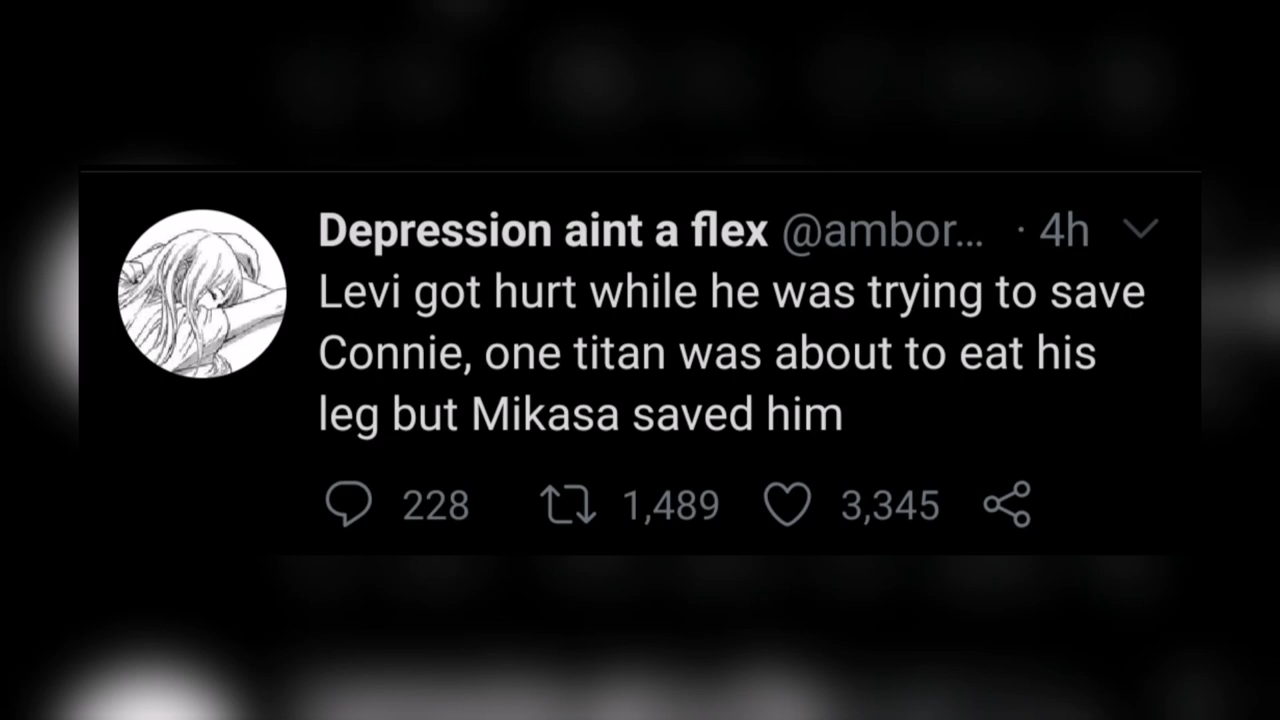 Depression aint a flex @ambor... · 4h
Levi got hurt while he was trying to save
Connie, one titan was about to eat his
leg but Mikasa saved him
228 1,489 3,345